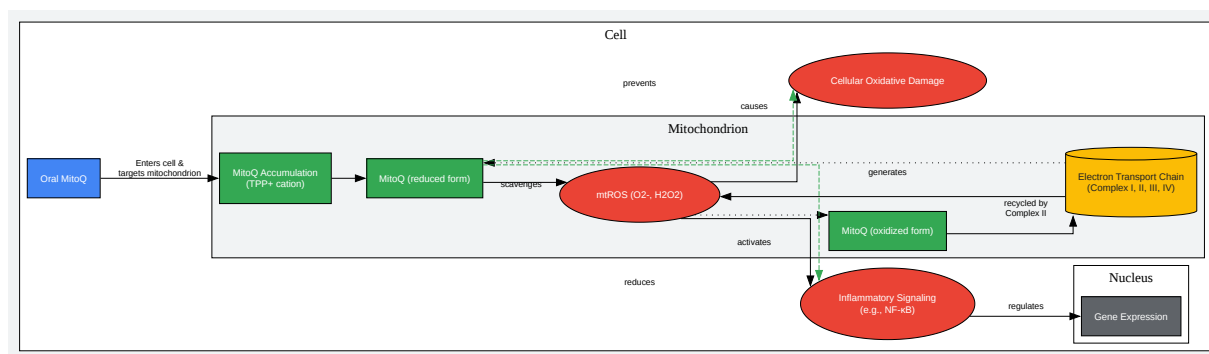 Cell
prevents
Cellular Oxidative Damage
causes
Mitochondrion
Oral MitoQ
Enters cell &
targets mitochondrion
MitoQ Accumulation
(TPP+ cation)
MitoQ (reduced form)
scavenges
mtROS (O2-, H2O2)
generates
Electron Transport Chain
(Complex I, II, III, IV)
recycled by
Complex II
MitoQ (oxidized form)
activates
reduces
Inflammatory Signaling
(e.g., NF-κB)
regulates
Nucleus
Gene Expression